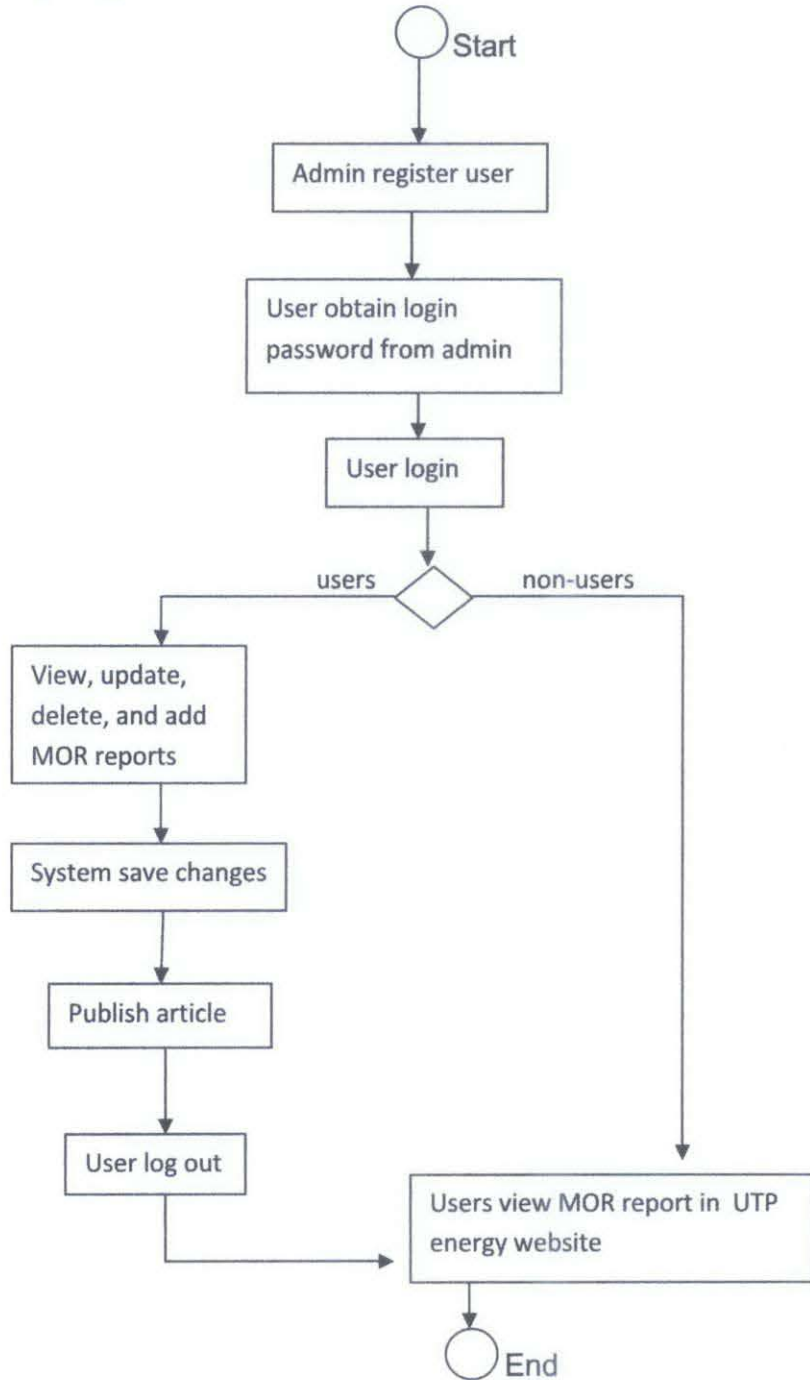 Start
Admin register user
User obtain login
password from admin
User login
users
non-users
View, update,
delete, and add
MOR reports
System save changes
Publish article
User log out
Users view MOR report in UTP
energy website
End